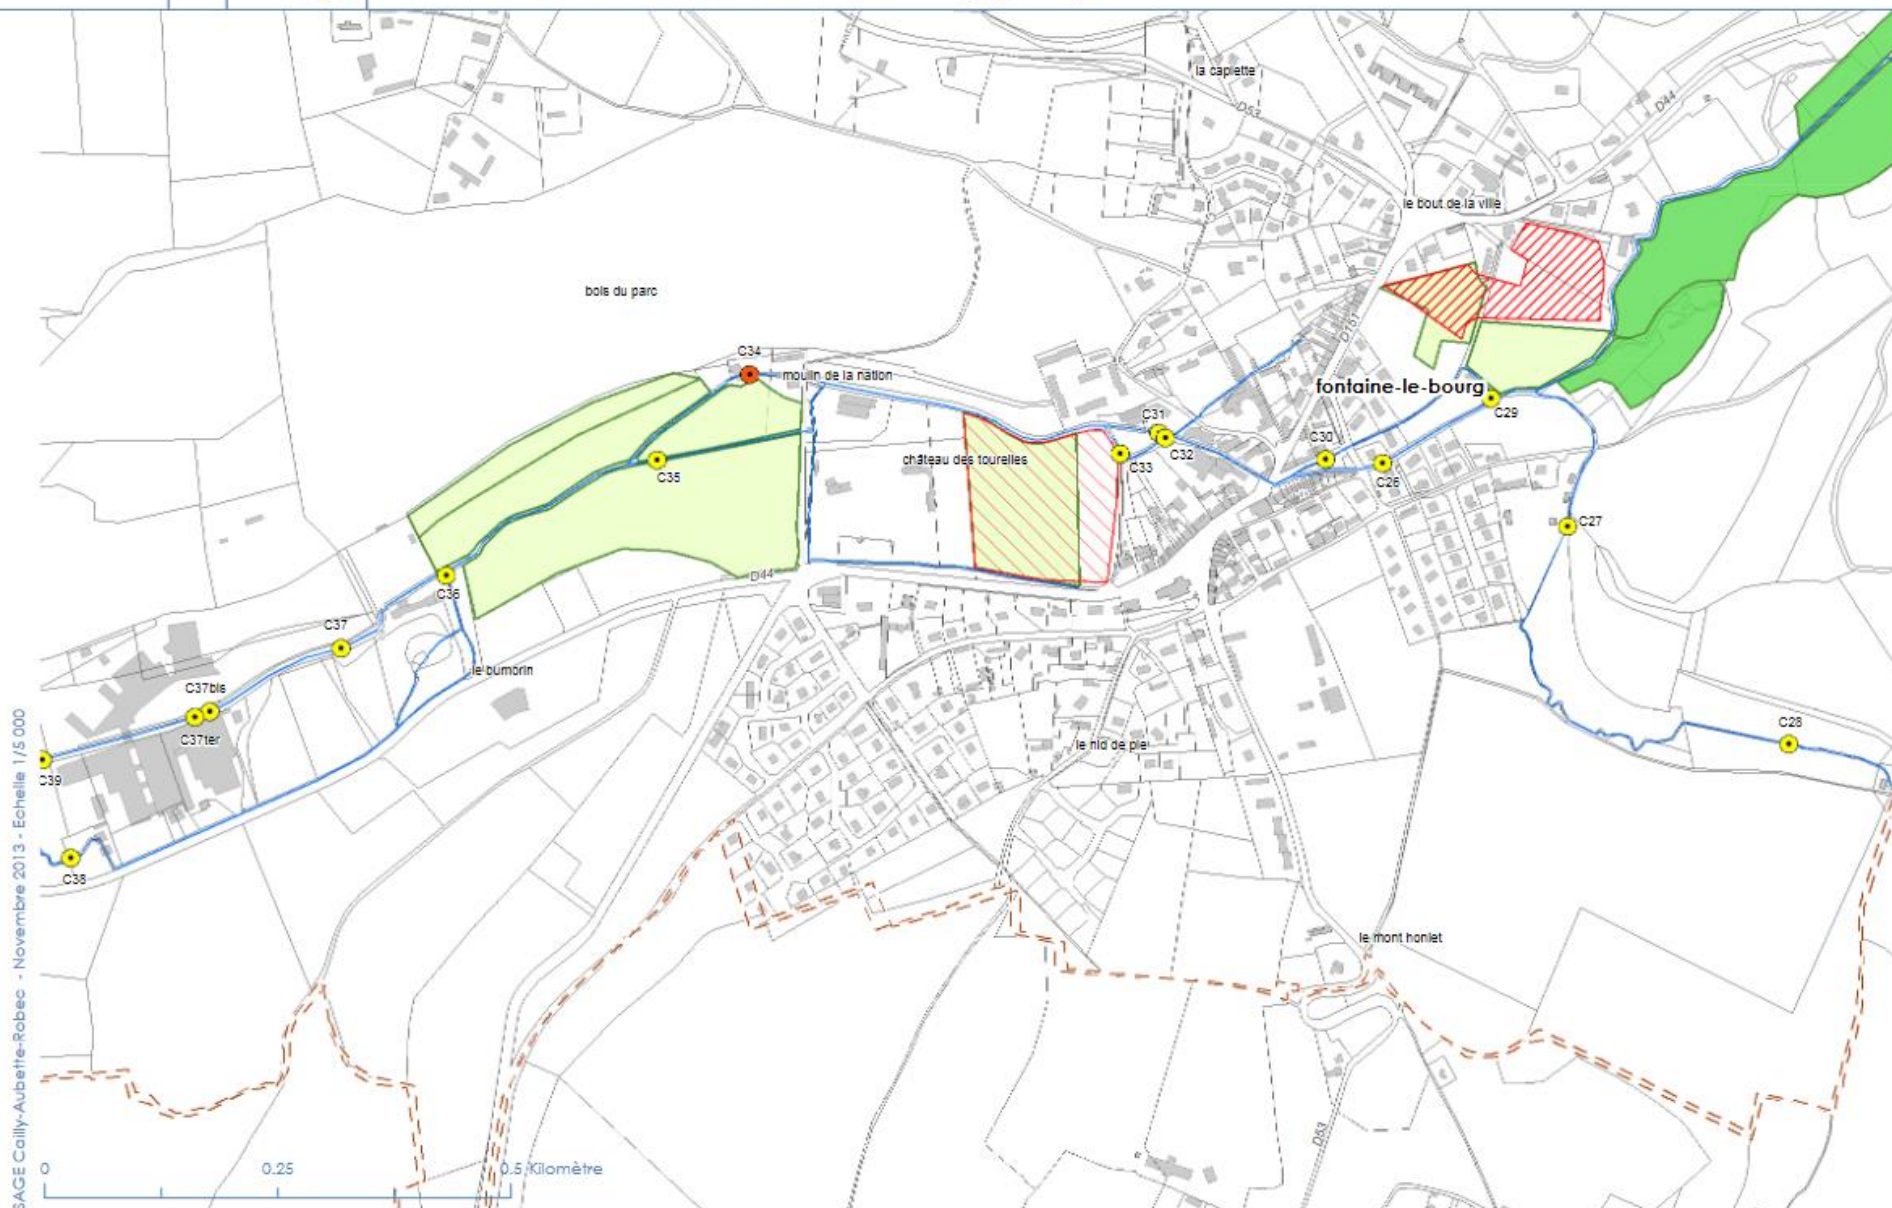 la capiette
D53
D44
le bout de la ville
bois du parc
D151
C34
moulin de la nation
fontaine-le-bourg
C29
C31
C32
C30
C33
château des tourelles
C26
C35
C27
D44
C36
C37
le bumorin
C37bis
C37ter
C28
le nid de pie
C39
C38
le mont honlet
D53
0 0.25 0.5 Kilomètre
SAGE Cailly-Aubette-Robec - Novembre 2013 - Echelle 1/5 000